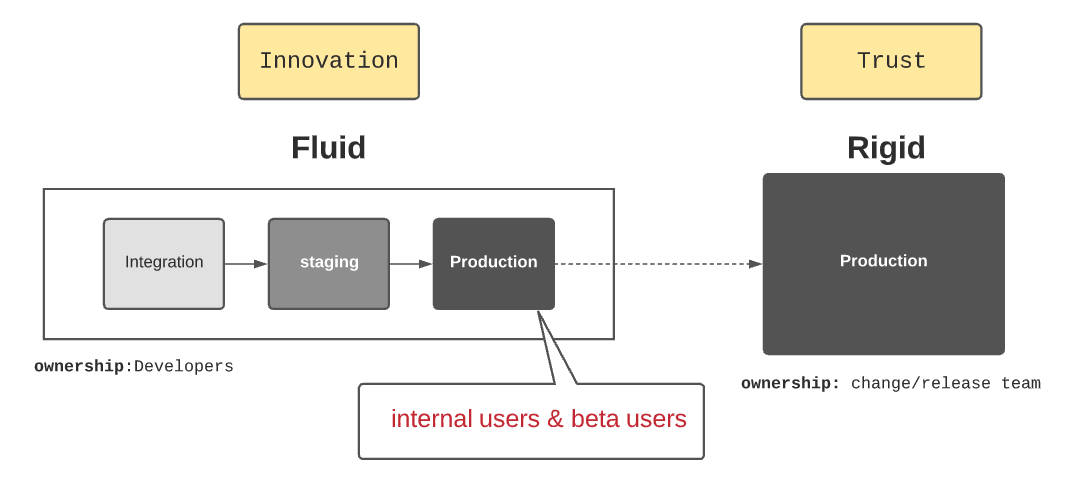 Innovation
Trust
Fluid
Rigid
Integration
staging
Production
Production
ownership:Developers
ownership: change/release team
internal users & beta users